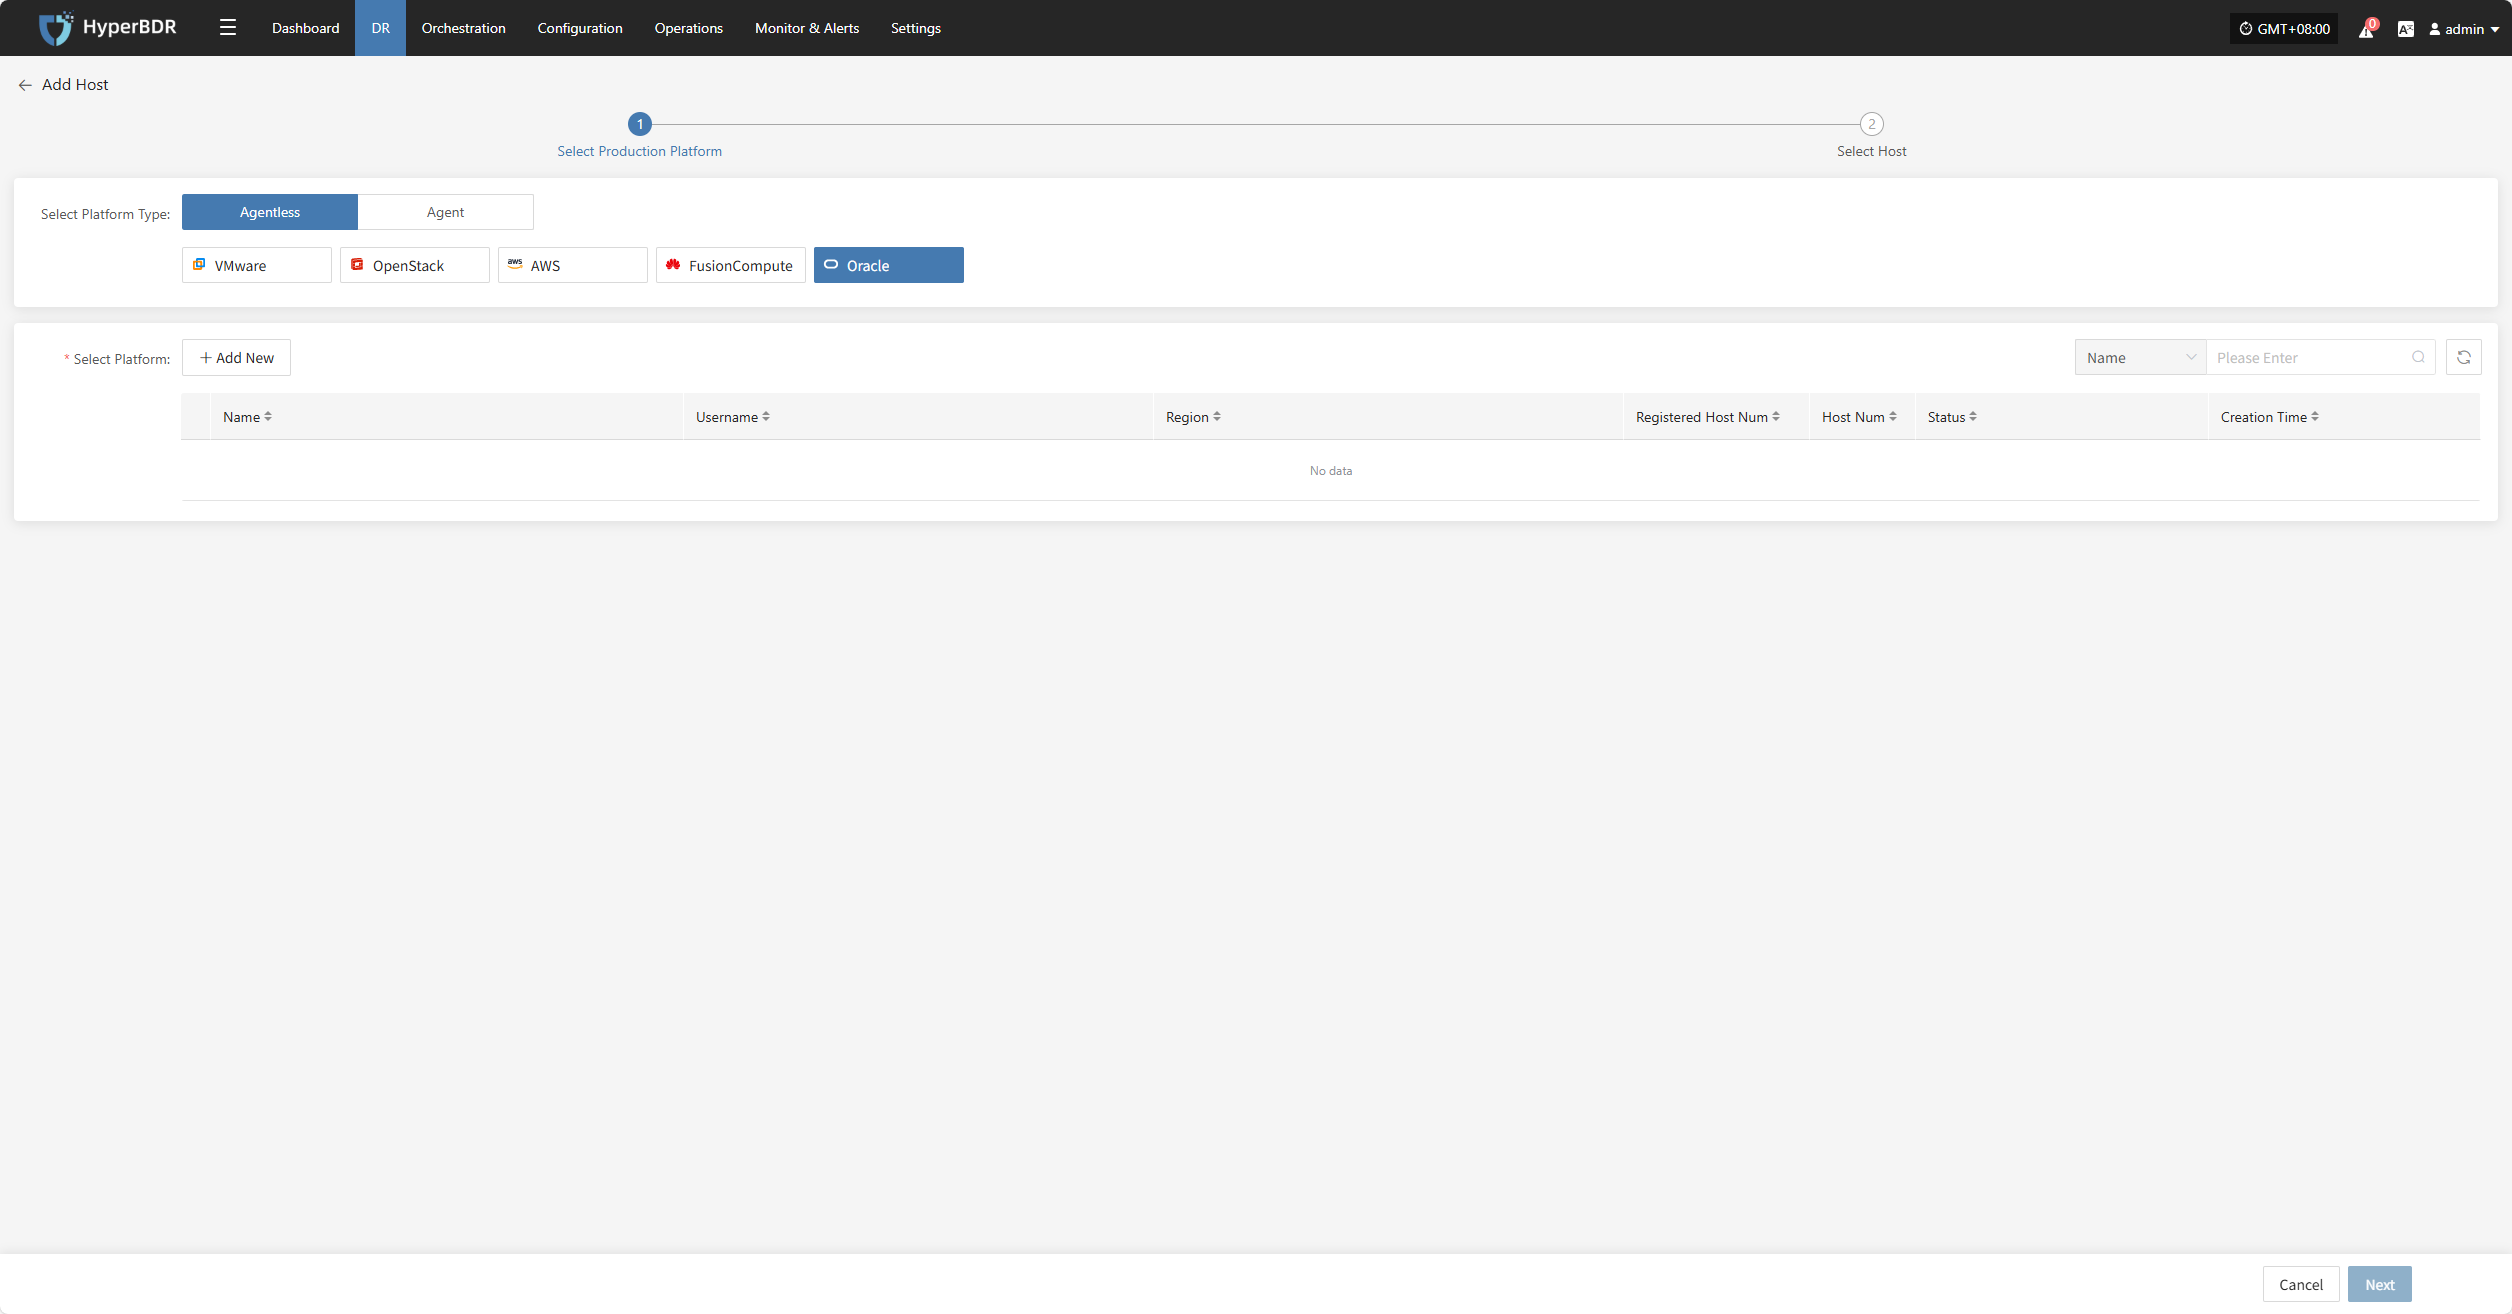 HyperBDR Dashboard DR Orchestration Configuration Operations Monitor & Alerts Settings GMT+08:00 0 admin
Add Host
1 2
Select Production Platform Select Host
Select Platform Type: Agentless Agent
VMware OpenStack aws AWS FusionCompute Oracle
* Select Platform: Add New Name Please Enter
Name Username Region Registered Host Num Host Num Status Creation Time
No data
Cancel Next